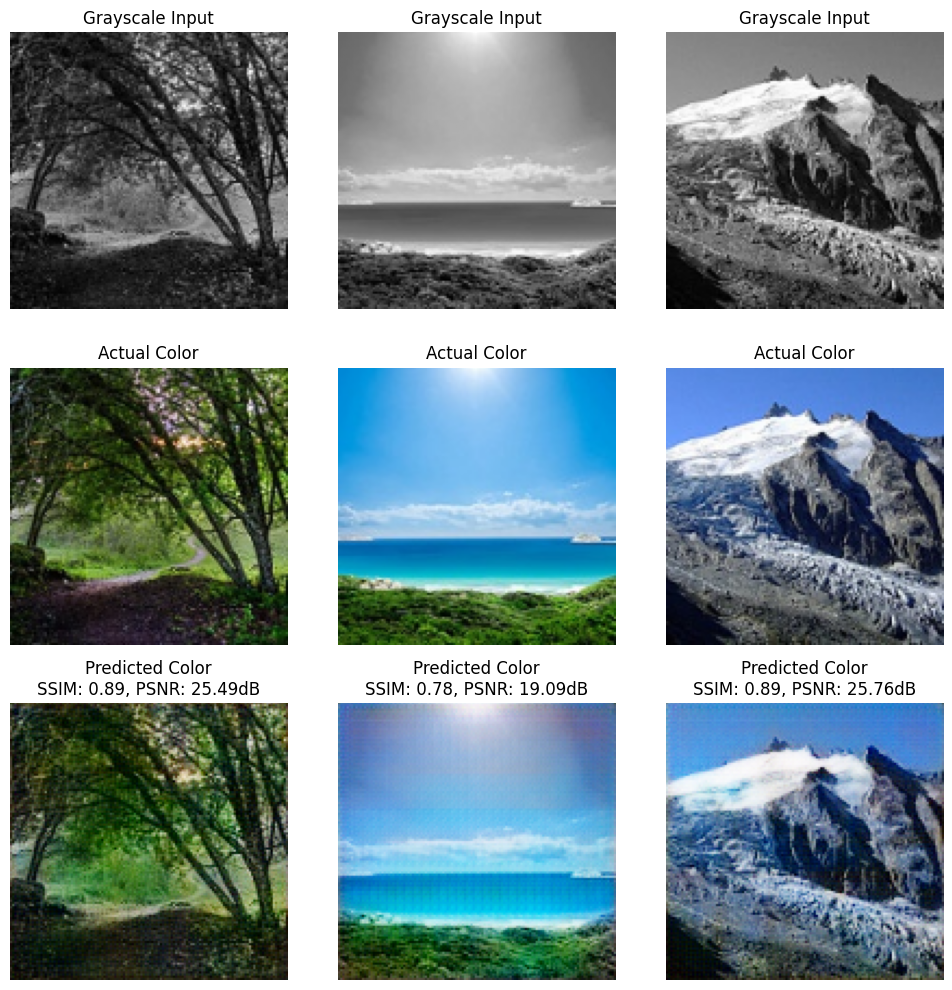 Grayscale Input
Grayscale Input
Grayscale Input
Actual Color
Actual Color
Actual Color
Predicted Color
SSIM: 0.89, PSNR: 25.49dB
Predicted Color
SSIM: 0.78, PSNR: 19.09dB
Predicted Color
SSIM: 0.89, PSNR: 25.76dB